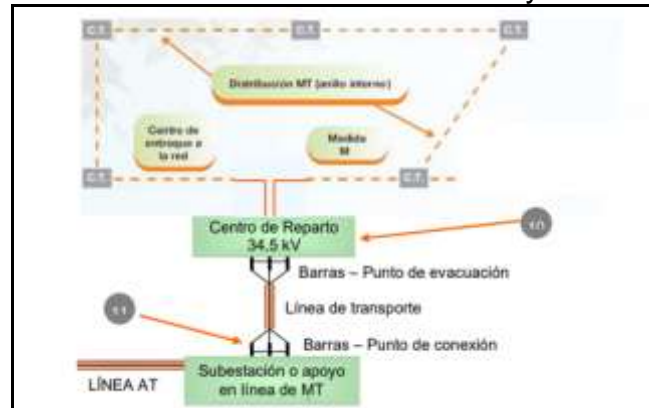 C.T.
C.T.
C.T.
Distribución MT (anillo interno)
Centro de
entronque a
la red
Medida
M
C.T.
C.T.
Centro de Reparto
34,5 kV
Barras – Punto de evacuación
Línea de transporte
Barras – Punto de conexión
LÍNEA AT
Subestación o apoyo
en línea de MT